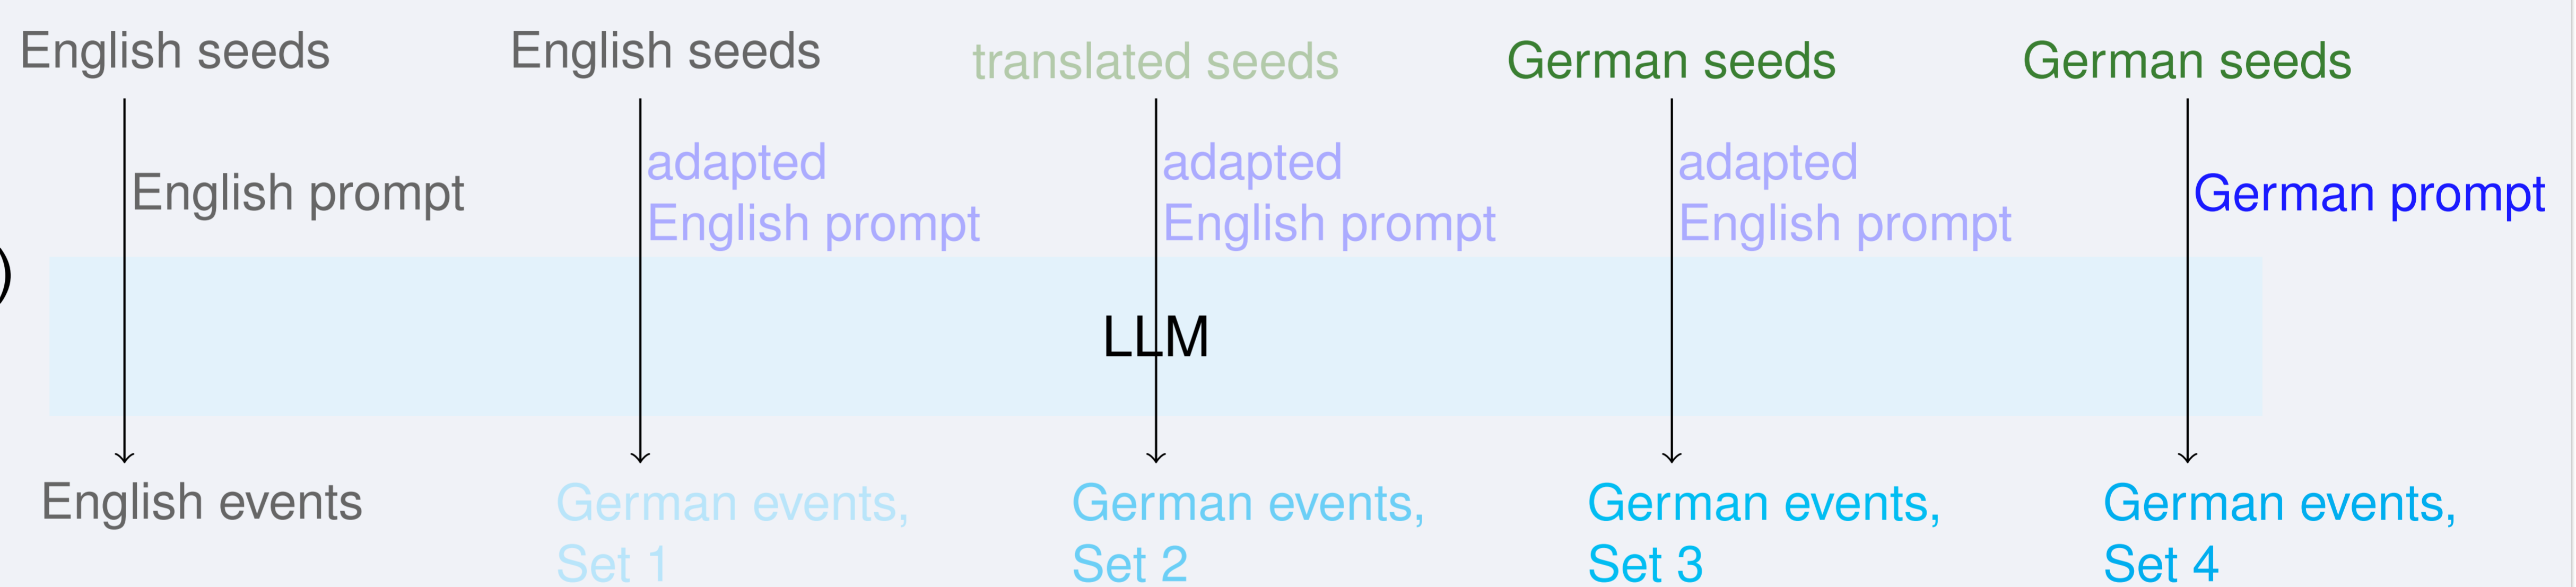 English seeds
English seeds
translated seeds
German seeds
German seeds
English prompt
adapted
English prompt
adapted
English prompt
adapted
English prompt
German prompt
)
LLM
English events
German events,
Set 1
German events,
Set 2
German events,
Set 3
German events,
Set 4